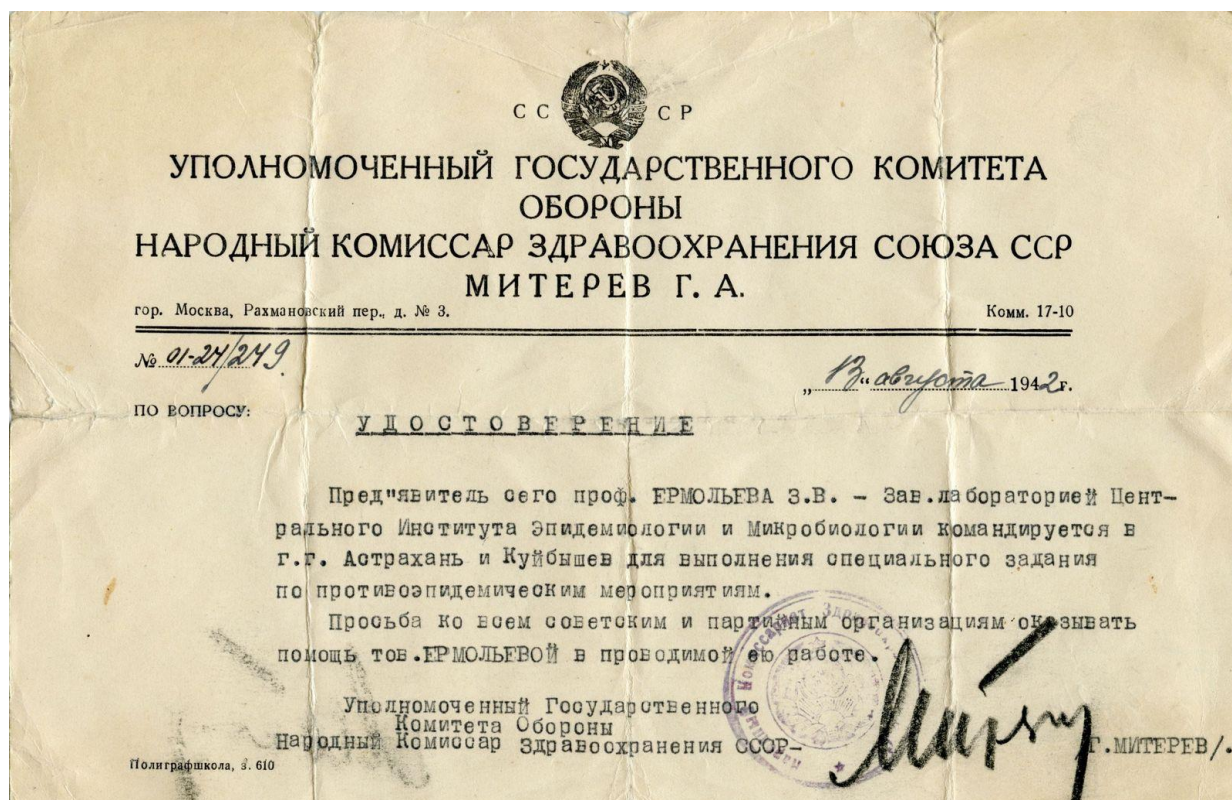 СС СР
УПОЛНОМОЧЕННЫЙ ГОСУДАРСТВЕННОГО КОМИТЕТА
ОБОРОНЫ
НАРОДНЫЙ КОМИССАР ЗДРАВООХРАНЕНИЯ СОЮЗА ССР
МИТЕРЕВ Г. А.
гор. Москва, Рахмановский пер., д. № 3. Комм. 17-10
№ 01-24/249.
„13“ августа 1942г.
ПО ВОПРОСУ:
УДОСТОВЕРЕНИЕ
Пред"явитель сего проф. ЕРМОЛЬЕВА З.В. – Зав.лабораторией Цент-
рального Института Эпидемиологии и Микробиологии командируется в
г.г. Астрахань и Куйбышев для выполнения специального задания
по противоэпидемическим мероприятиям.
Просьба ко всем советским и партийным организациям оказывать
помощь тов.ЕРМОЛЬЕВОЙ в проводимой ею работе.
Уполномоченный Государственного
Комитета Обороны
Народный Комиссар Здравоохранения СССР-
Г.МИТЕРЕВ/.
Полиграфшкола, з. 610